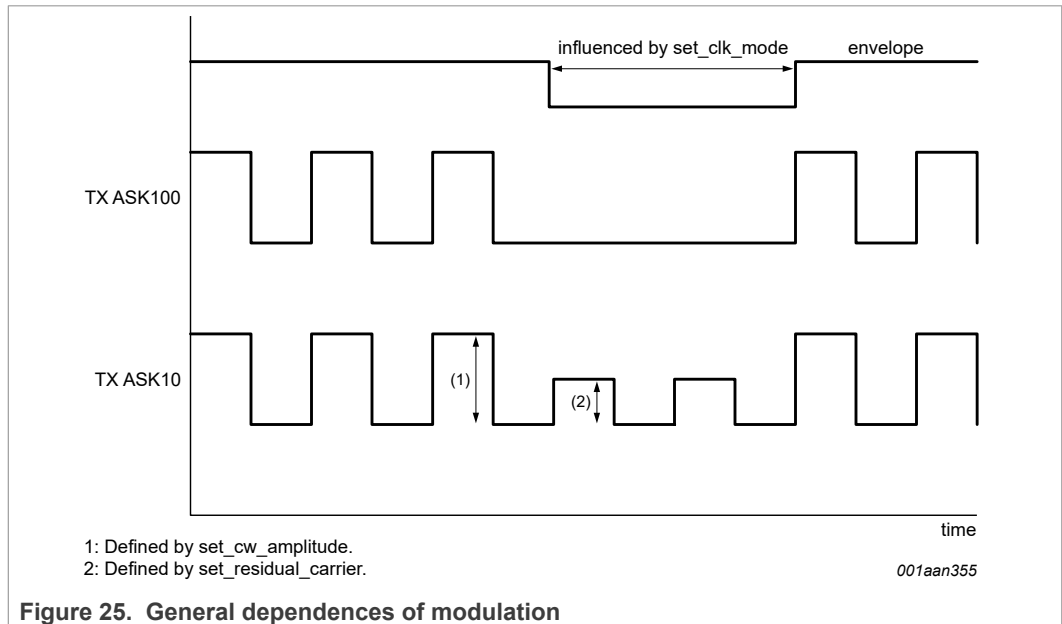 influenced by set_clk_mode
envelope
TX ASK100
TX ASK10
(1)
(2)
time
1: Defined by set_cw_amplitude.
2: Defined by set_residual_carrier.
001aan355
Figure 25. General dependences of modulation